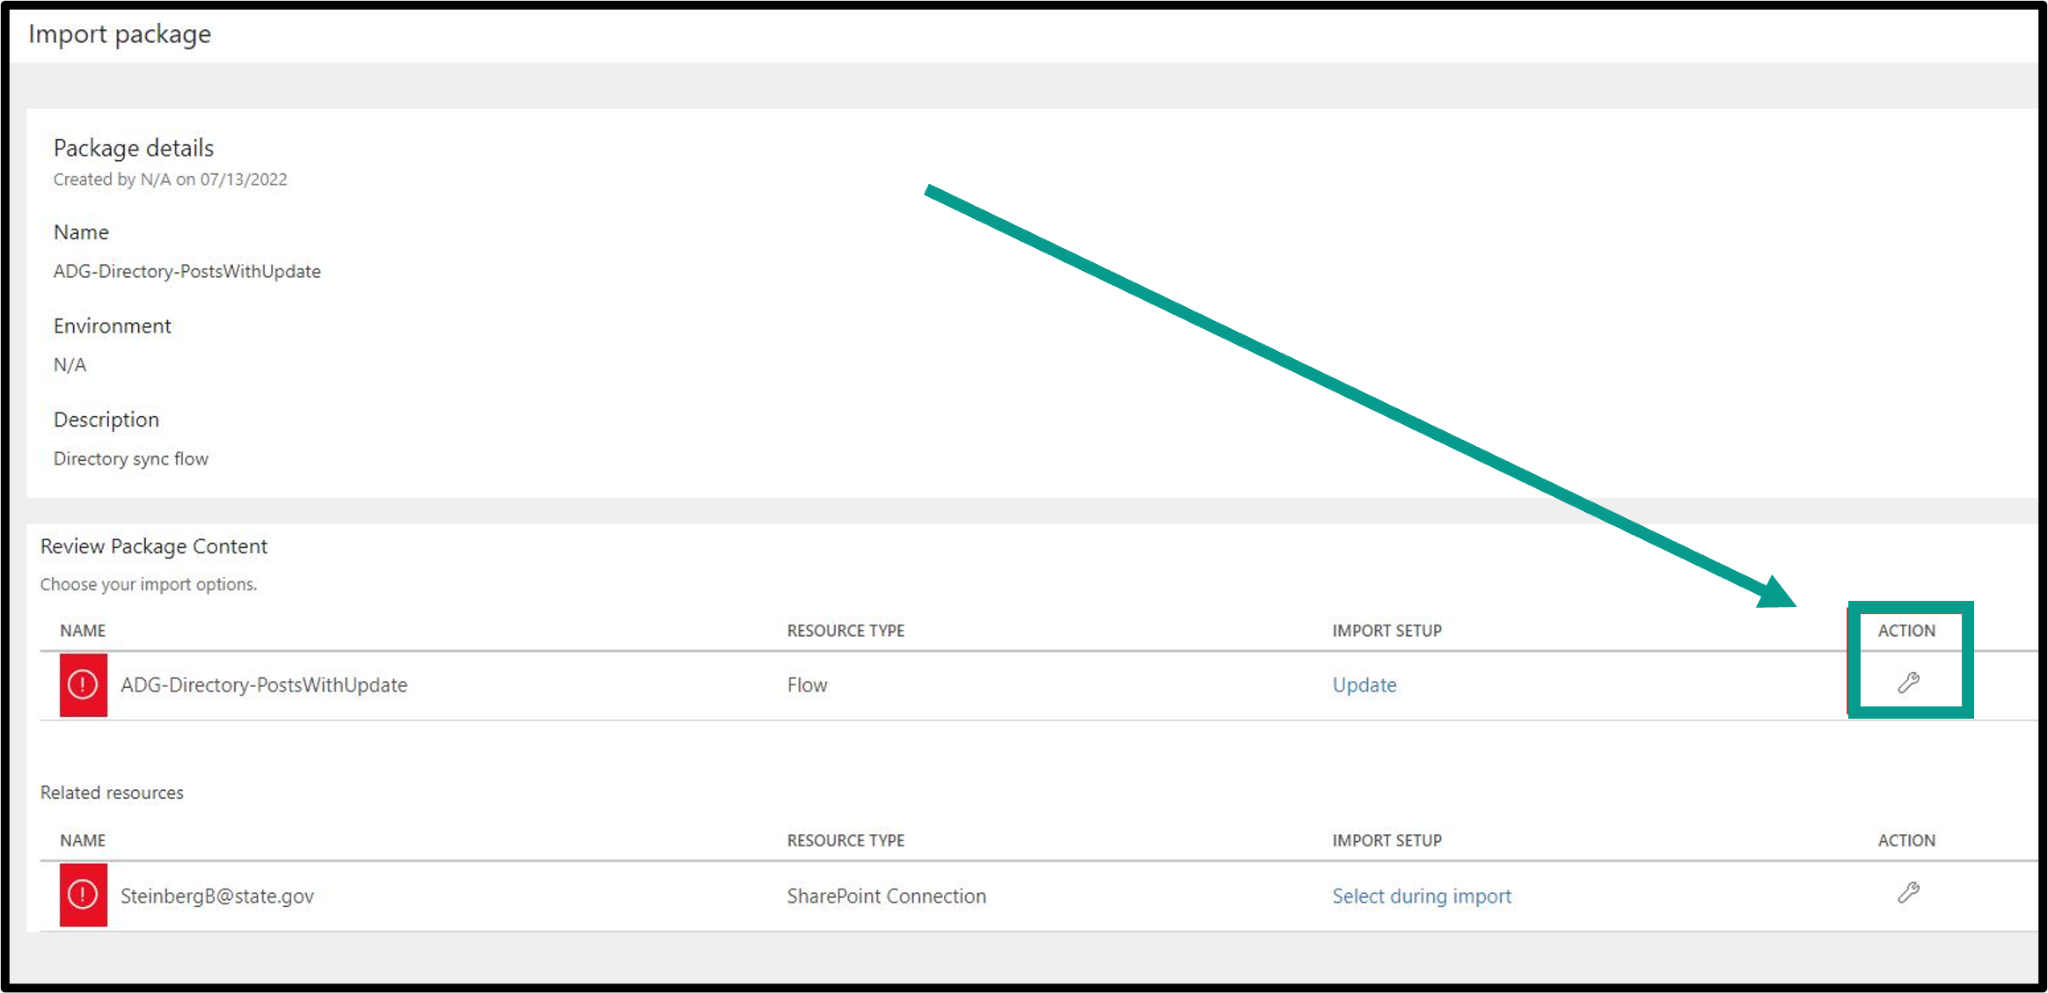 Import package
Package details
Created by N/A on 07/13/2022
Name
ADG-Directory-PostsWithUpdate
Environment
N/A
Description
Directory sync flow
Review Package Content
Choose your import options.
NAME RESOURCE TYPE IMPORT SETUP ACTION
ADG-Directory-PostsWithUpdate Flow Update
Related resources
NAME RESOURCE TYPE IMPORT SETUP ACTION
SteinbergB@state.gov SharePoint Connection Select during import